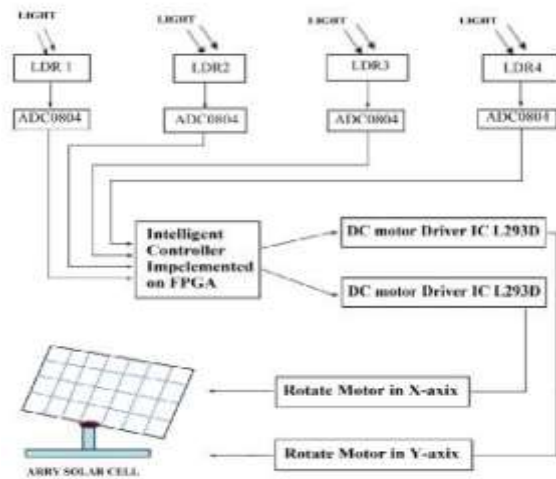 LIGHT
LIGHT
LIGHT
LIGHT
LDR 1
LDR2
LDR3
LDR4
ADC0804
ADC0804
ADC0804
ADC0804
Intelligent
Controller
Impelemented
on FPGA
DC motor Driver IC L293D
DC motor Driver IC L293D
Rotate Motor in X-axix
Rotate Motor in Y-axix
ARRY SOLAR CELL